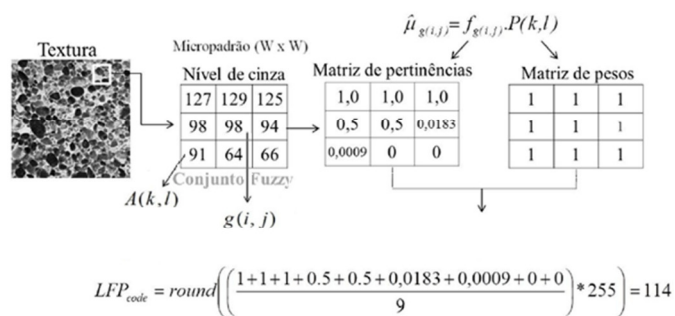 μ̂ g(i,j) = f g(i,j) . P(k,l)
Textura
Micropadrão (W x W)
Nível de cinza
Matriz de pertinências
Matriz de pesos
127 129 125
98 98 94
91 64 66
1,0 1,0 1,0
0,5 0,5 0,0183
0,0009 0 0
1 1 1
1 1 1
1 1 1
Conjunto Fuzzy
A(k,l)
g(i, j)
LFP code = round((( 1+1+1+0.5+0.5+0,0183+0,0009+0+0 / 9 ) * 255 ) = 114